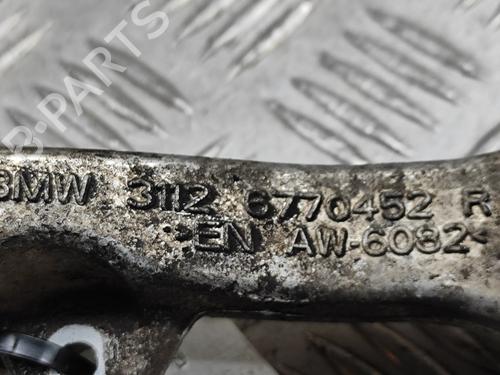 B-PARTS
BMW 3112 6770452 R
>EN AW-6082<